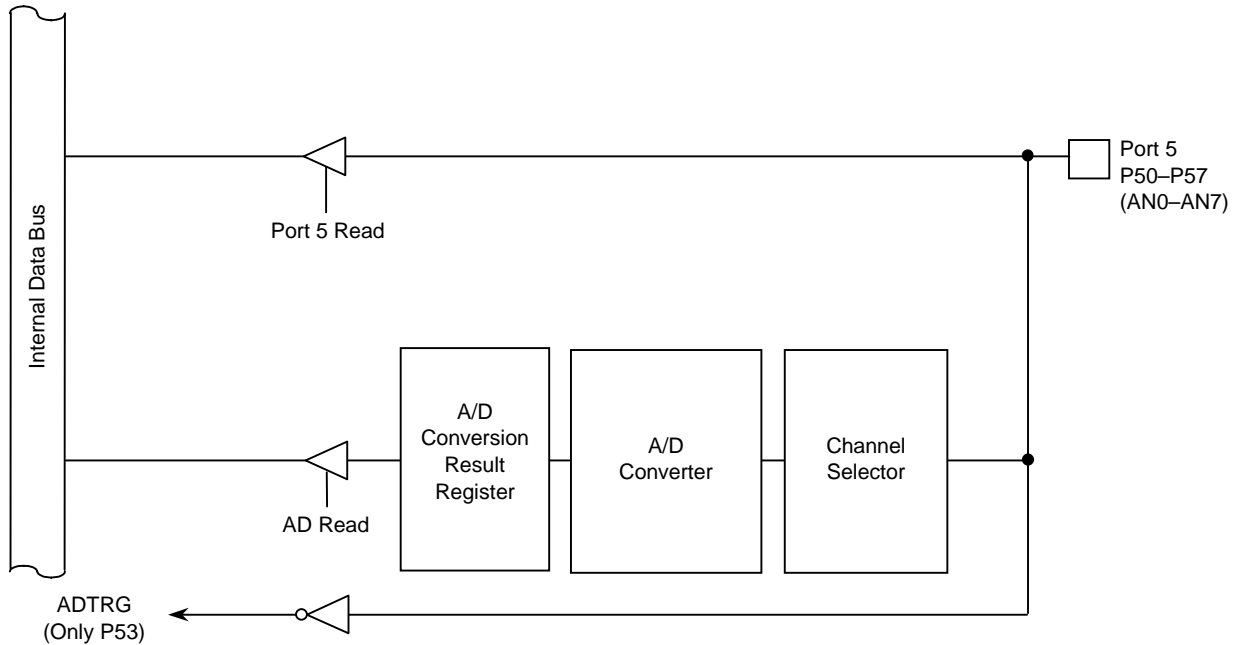 Port 5
P50–P57
(AN0–AN7)
Port 5 Read
Internal Data Bus
A/D
Conversion
Result
Register
A/D
Converter
Channel
Selector
AD Read
ADTRG
(Only P53)